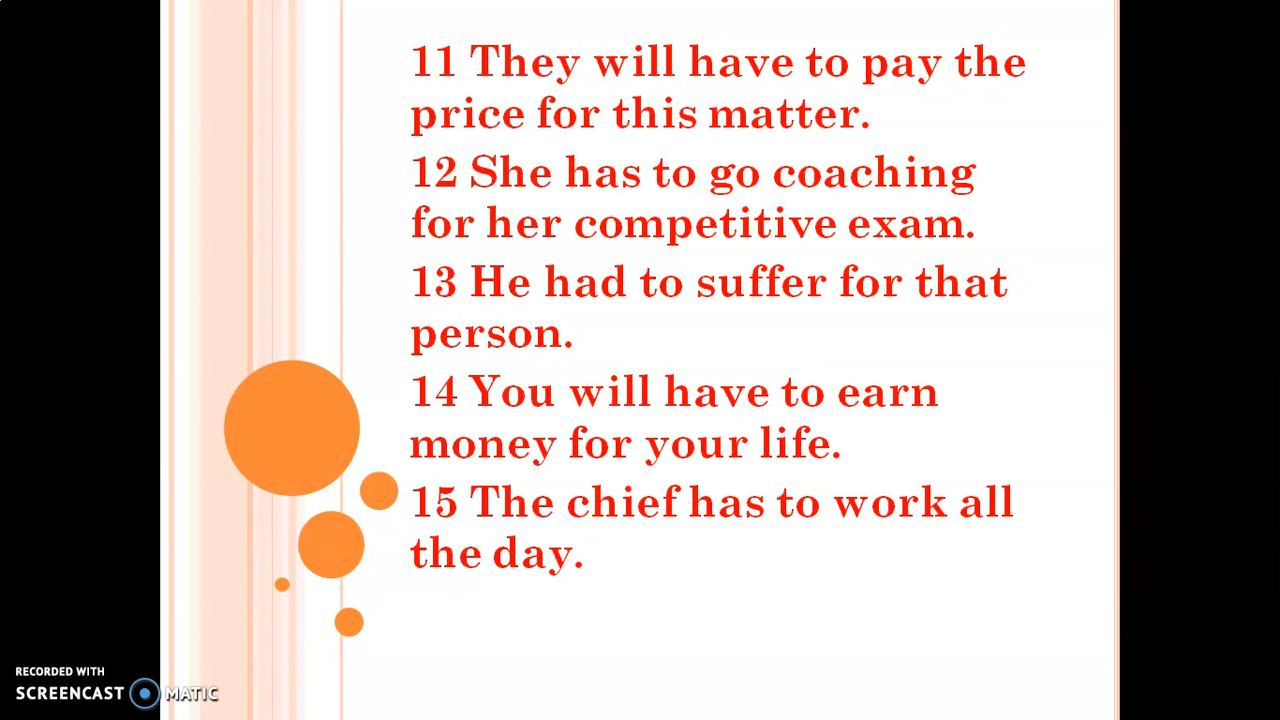 11 They will have to pay the
price for this matter.
12 She has to go coaching
for her competitive exam.
13 He had to suffer for that
person.
14 You will have to earn
money for your life.
15 The chief has to work all
the day.
RECORDED WITH
SCREENCAST MATIC